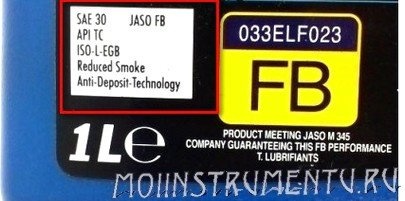 SAE 30 JASO FB
API TC
ISO-L-EGB
Reduced Smoke
Anti-Deposit-Technology
1Le
033ELF023
FB
PRODUCT MEETING JASO M 345
COMPANY GUARANTEEING THIS FB PERFORMANCE
T. LUBRIFIANTS
MOIINSTRUMENTU.RU